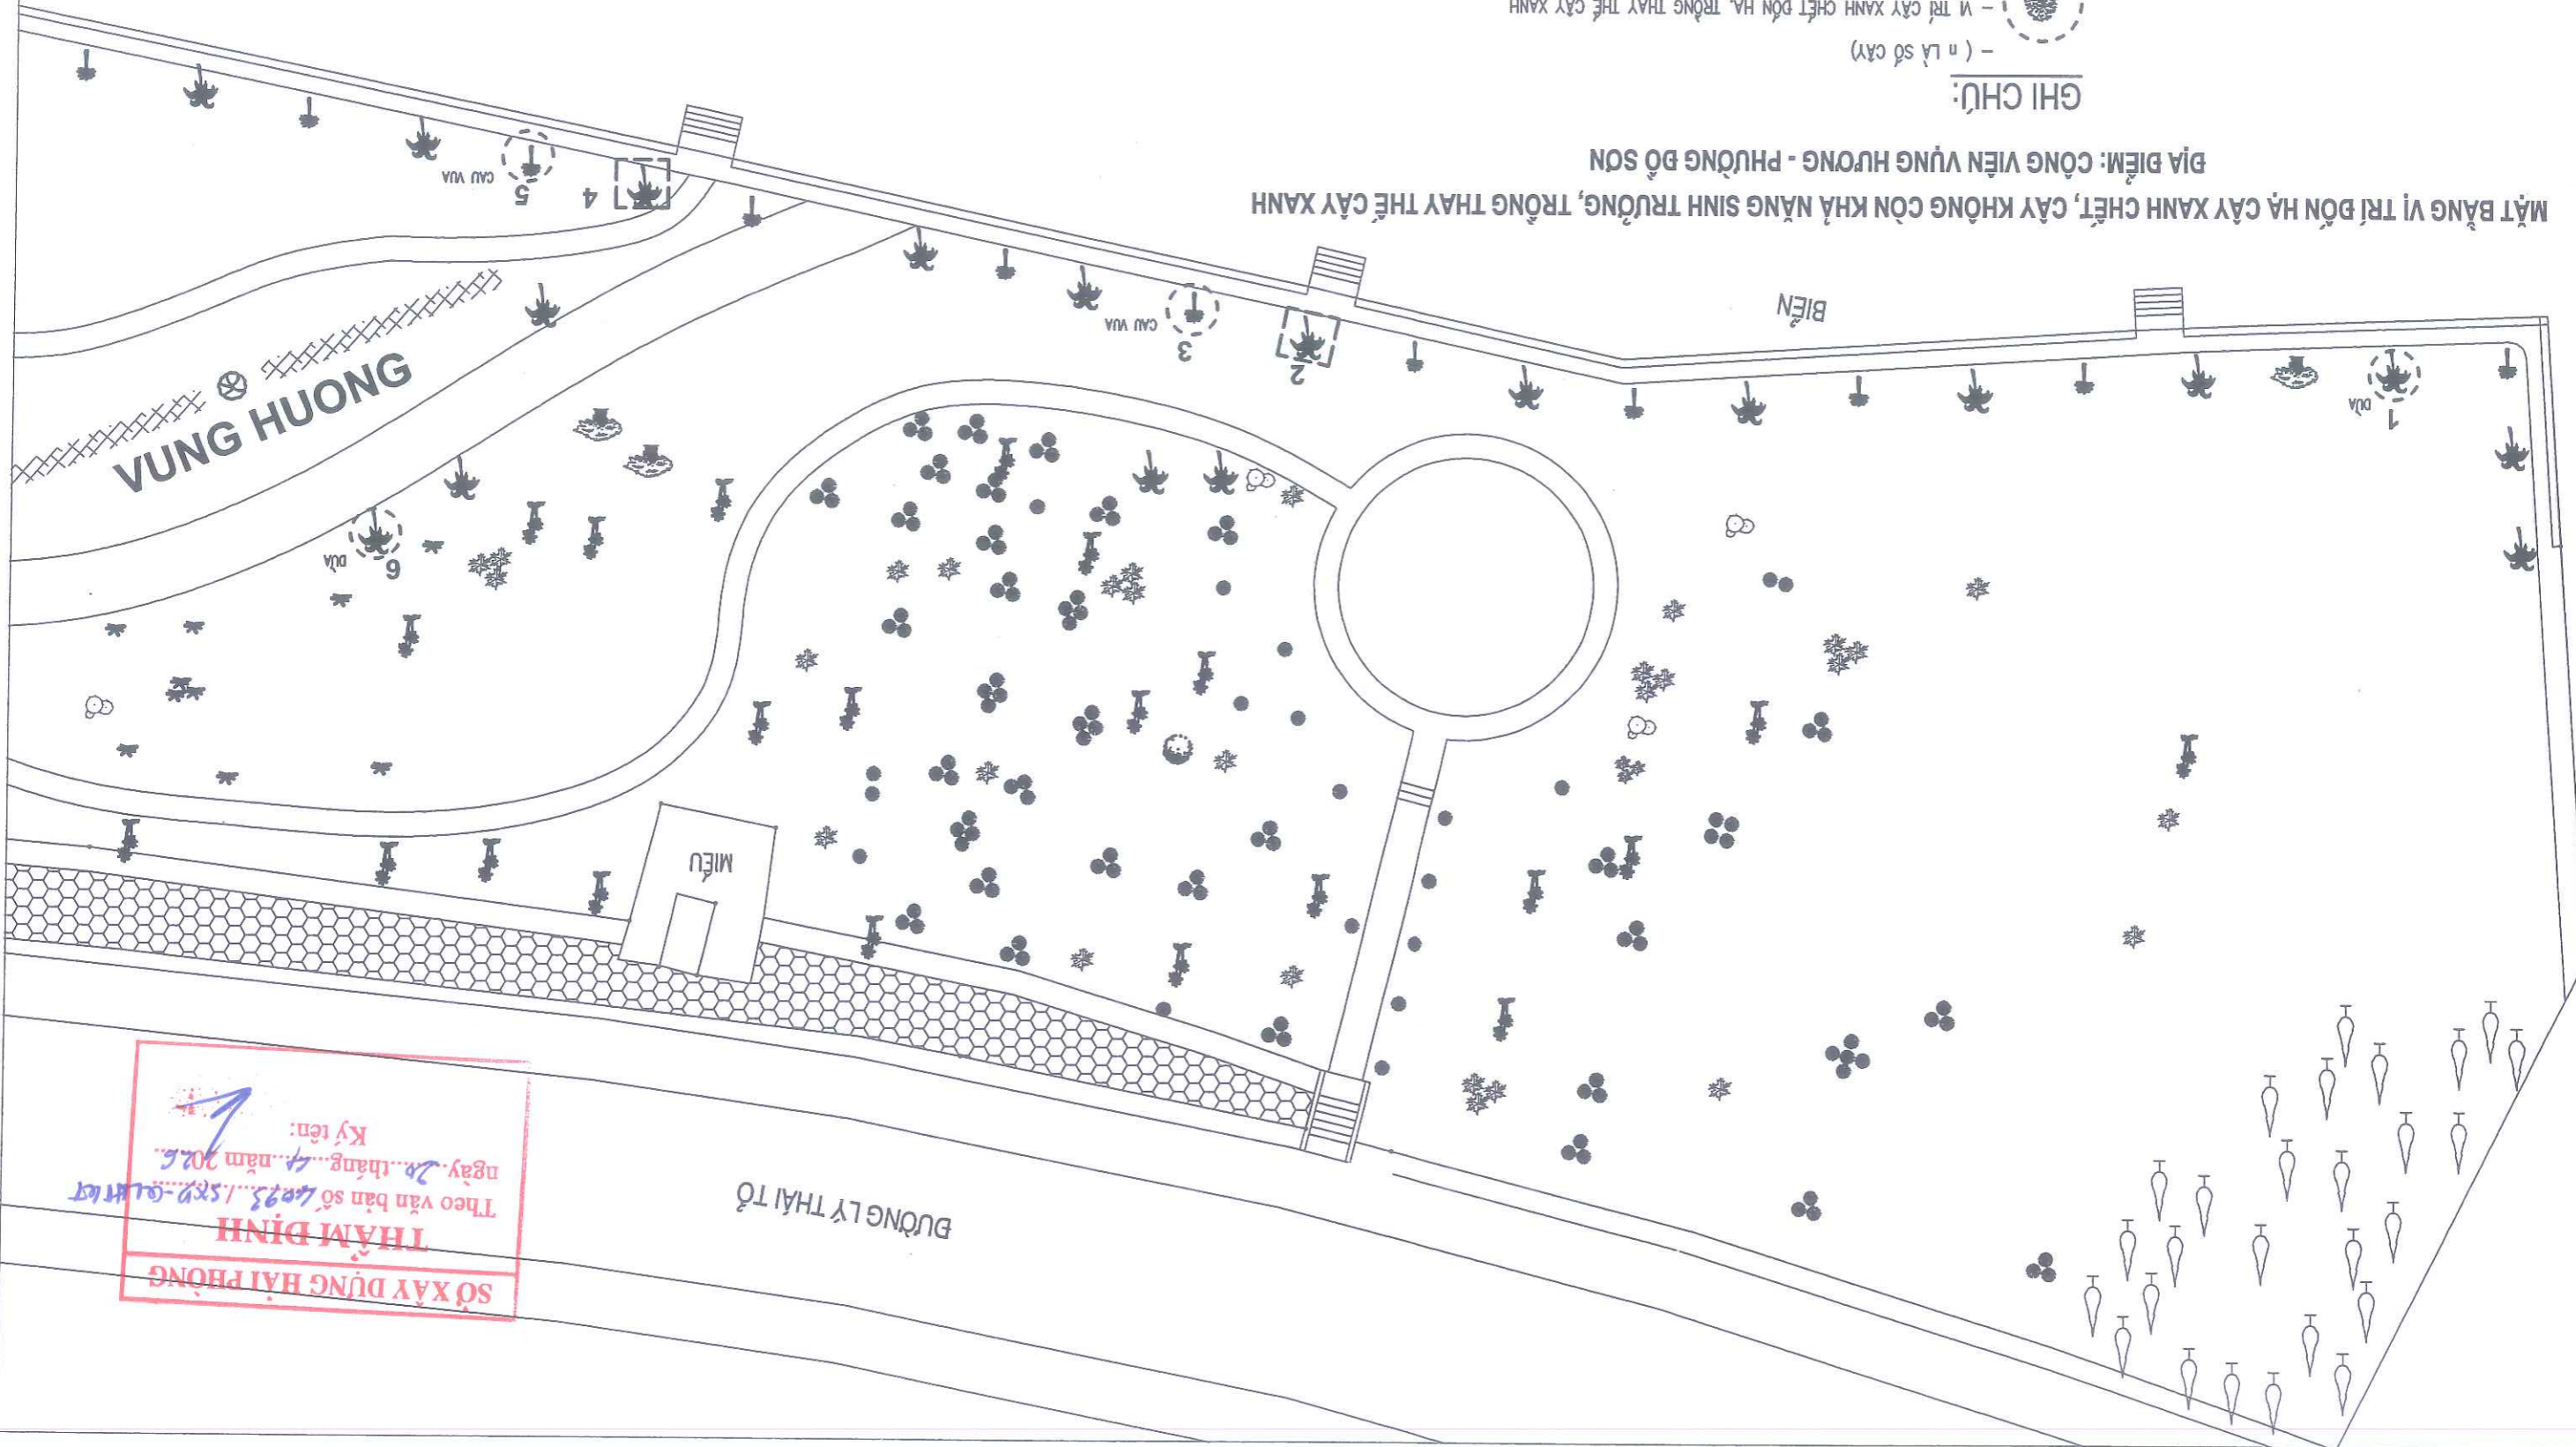 SỞ XÂY DỰNG HẢI PHÒNG
THẨM ĐỊNH
Theo văn bản số 4093 / SXD-
ngày 20 tháng 4 năm 2026
Ký tên:
ĐƯỜNG LÝ THÁI TỔ
MIẾU
DỪA
6
VUNG HUONG
1
DỪA
2
3
CAU VUA
4
5
CAU VUA
BIỂN
MẶT BẰNG VỊ TRÍ ĐỐN HẠ CÂY XANH CHẾT, CÂY KHÔNG CÒN KHẢ NĂNG SINH TRƯỞNG, TRỒNG THAY THẾ CÂY XANH
ĐỊA ĐIỂM: CÔNG VIÊN VỤNG HƯƠNG - PHƯỜNG ĐỒ SƠN
GHI CHÚ:
- ( n LÀ SỐ CÂY)
- VỊ TRÍ CÂY XANH CHẾT ĐỐN HẠ, TRỒNG THAY THẾ CÂY XANH